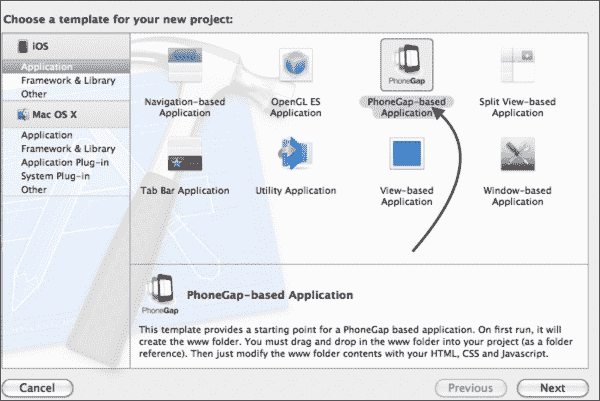 Choose a template for your new project:
iOS
Application
Framework & Library
Other
Mac OS X
Application
Framework & Library
Application Plug-in
System Plug-in
Other
Navigation-based
Application
OpenGL ES
Application
PhoneGap
PhoneGap-based
Application
Split View-based
Application
Tab Bar Application
Utility Application
View-based
Application
Window-based
Application
PhoneGap
PhoneGap-based Application
This template provides a starting point for a PhoneGap based application. On first run, it will
create the www folder. You must drag and drop in the www folder into your project (as a folder
reference). Then just modify the www folder contents with your HTML, CSS and Javascript.
Cancel
Previous
Next